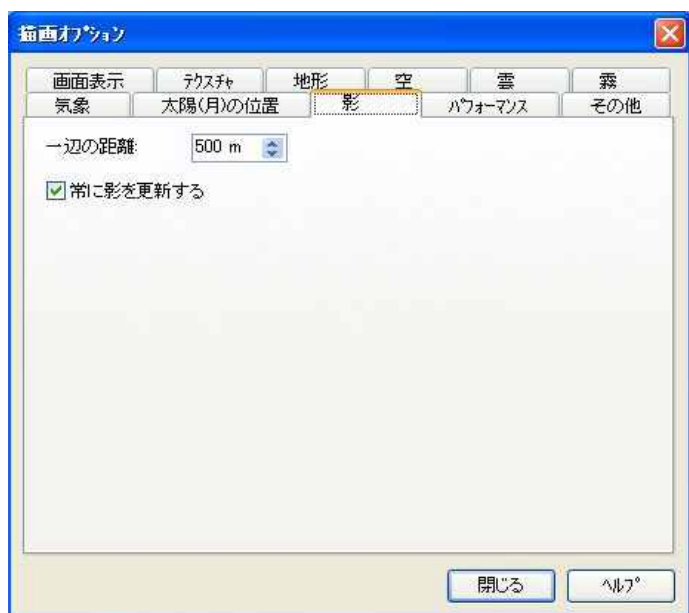 描画ｵﾌﾟｼｮﾝ
画面表示 ﾃｸｽﾁｬ 地形 空 雲 霧
気象 太陽(月)の位置 影 ﾊﾟﾌｫｰﾏﾝｽ その他
一辺の距離: 500 m
常に影を更新する
閉じる ﾍﾙﾌﾟ